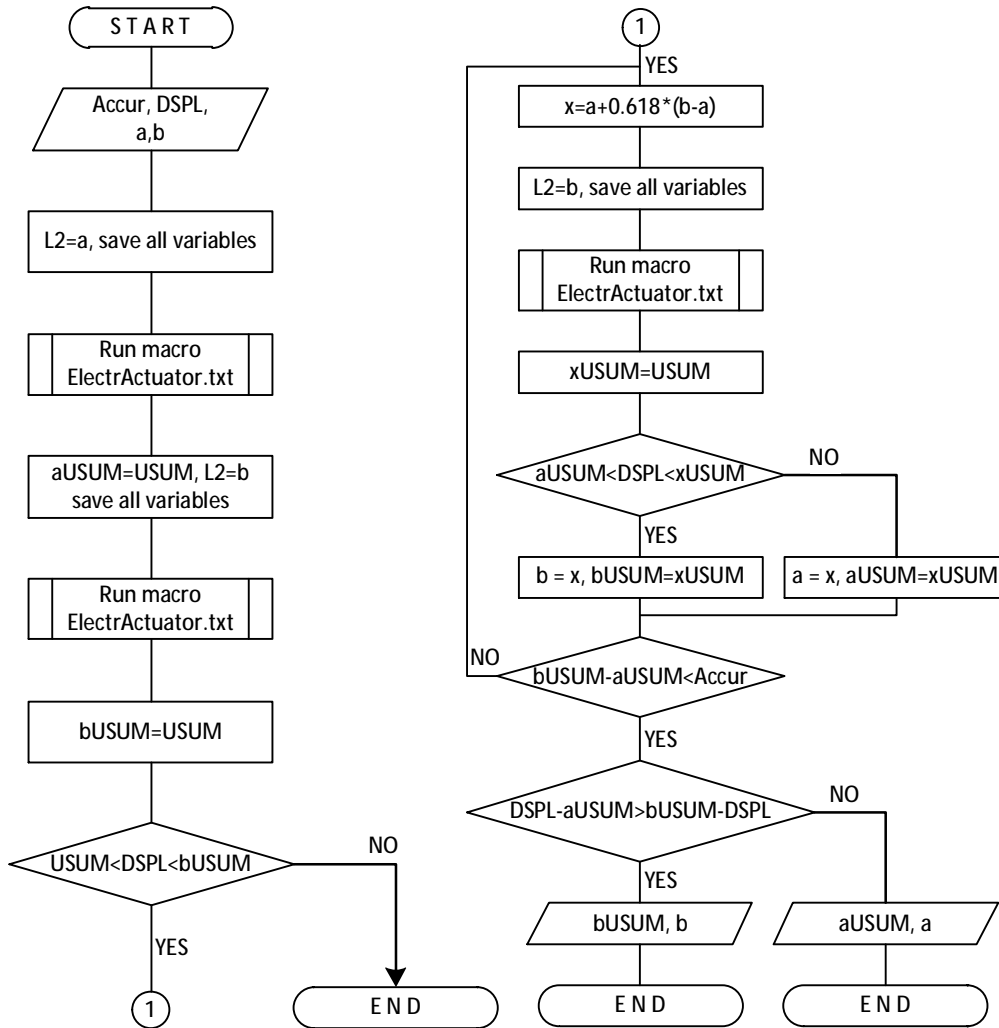 START
Accur, DSPL,
a,b
L2=a, save all variables
Run macro
ElectrActuator.txt
aUSUM=USUM, L2=b
save all variables
Run macro
ElectrActuator.txt
bUSUM=USUM
USUM<DSPL<bUSUM
NO
YES
1
END
1
YES
x=a+0.618*(b-a)
L2=b, save all variables
Run macro
ElectrActuator.txt
xUSUM=USUM
aUSUM<DSPL<xUSUM
NO
YES
b = x, bUSUM=xUSUM
a = x, aUSUM=xUSUM
NO
bUSUM-aUSUM<Accur
YES
DSPL-aUSUM>bUSUM-DSPL
NO
YES
bUSUM, b
aUSUM, a
END
END